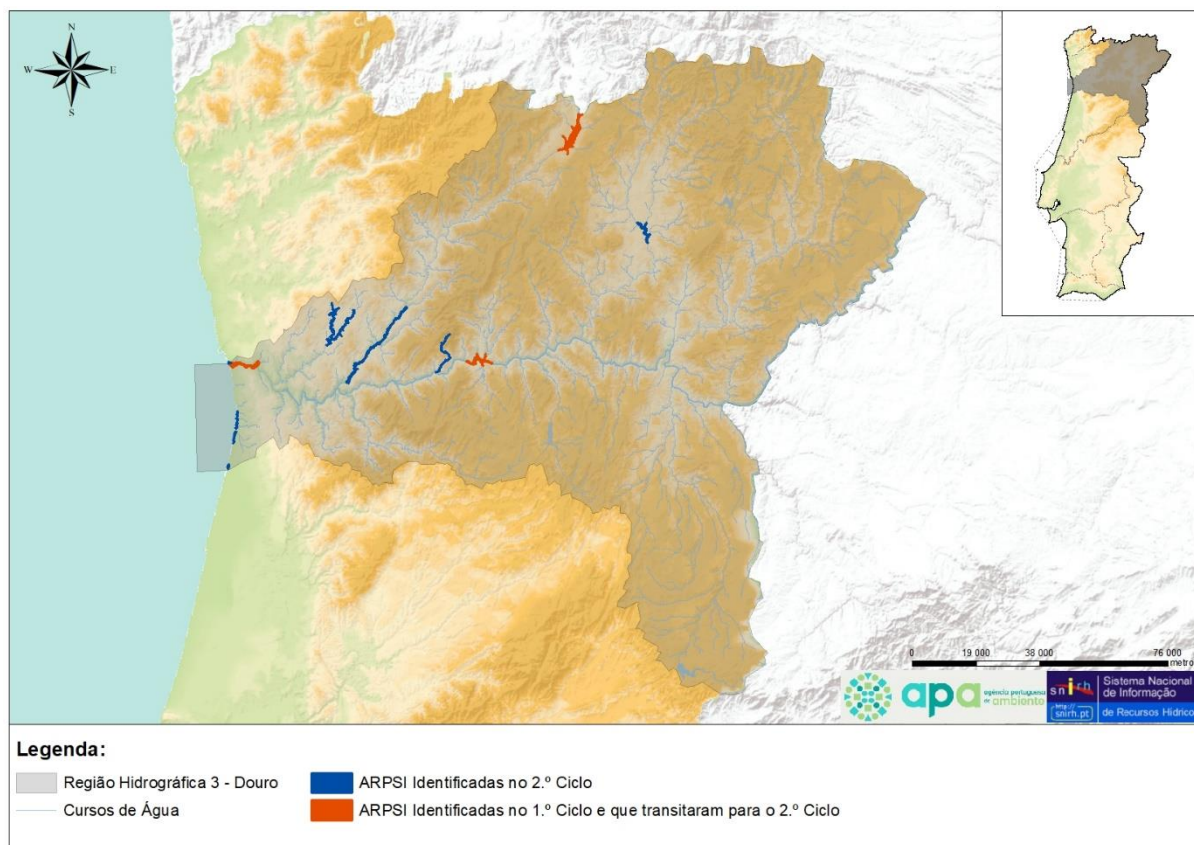 N
W E
S
0 19 000 38 000 76 000
metro
apa agência portuguesa do ambiente
snirh
http://
snirh.pt
Sistema Nacional
de Informação
de Recursos Hídrico
Legenda:
Região Hidrográfica 3 - Douro
Cursos de Água
ARPSI Identificadas no 2.º Ciclo
ARPSI Identificadas no 1.º Ciclo e que transitaram para o 2.º Ciclo